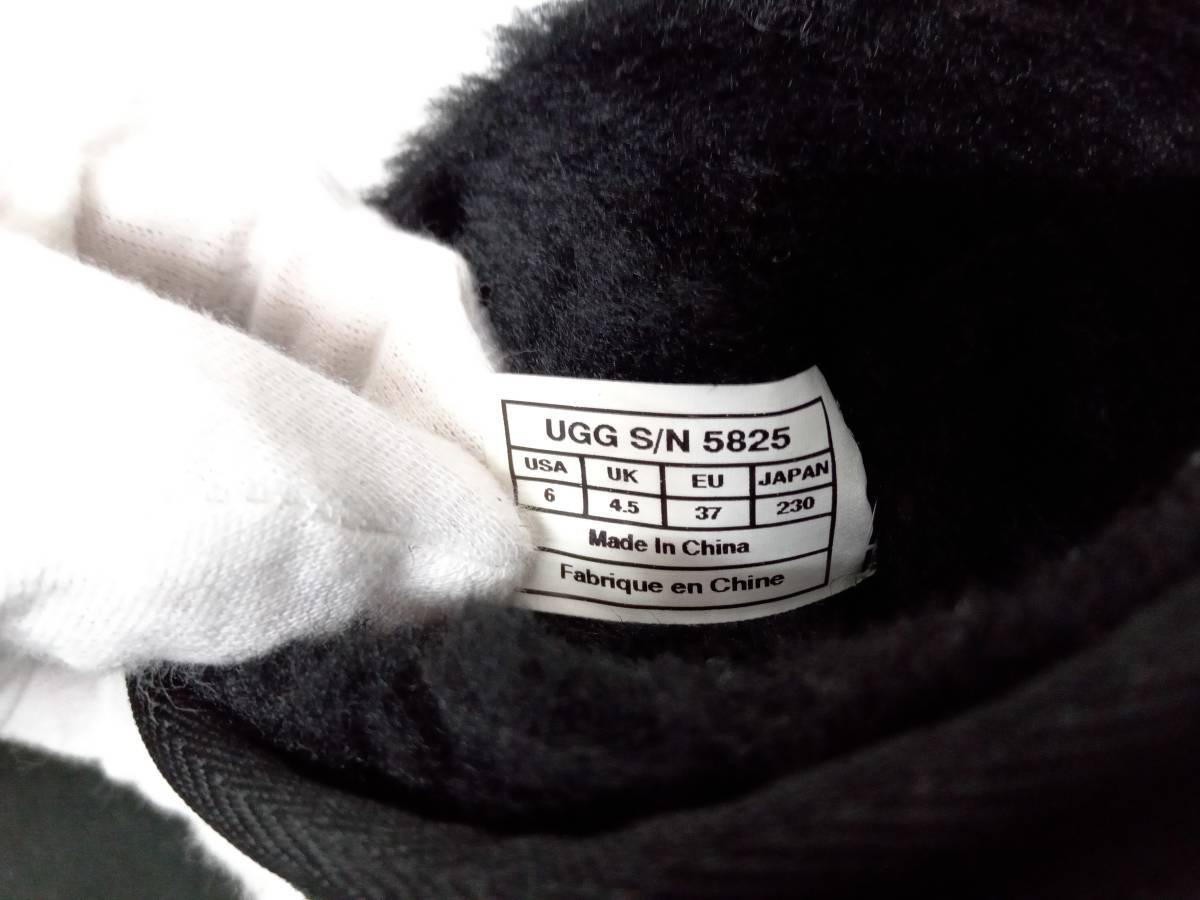 UGG S/N 5825
USA UK EU JAPAN
6 4.5 37 230
Made In China
Fabrique en Chine